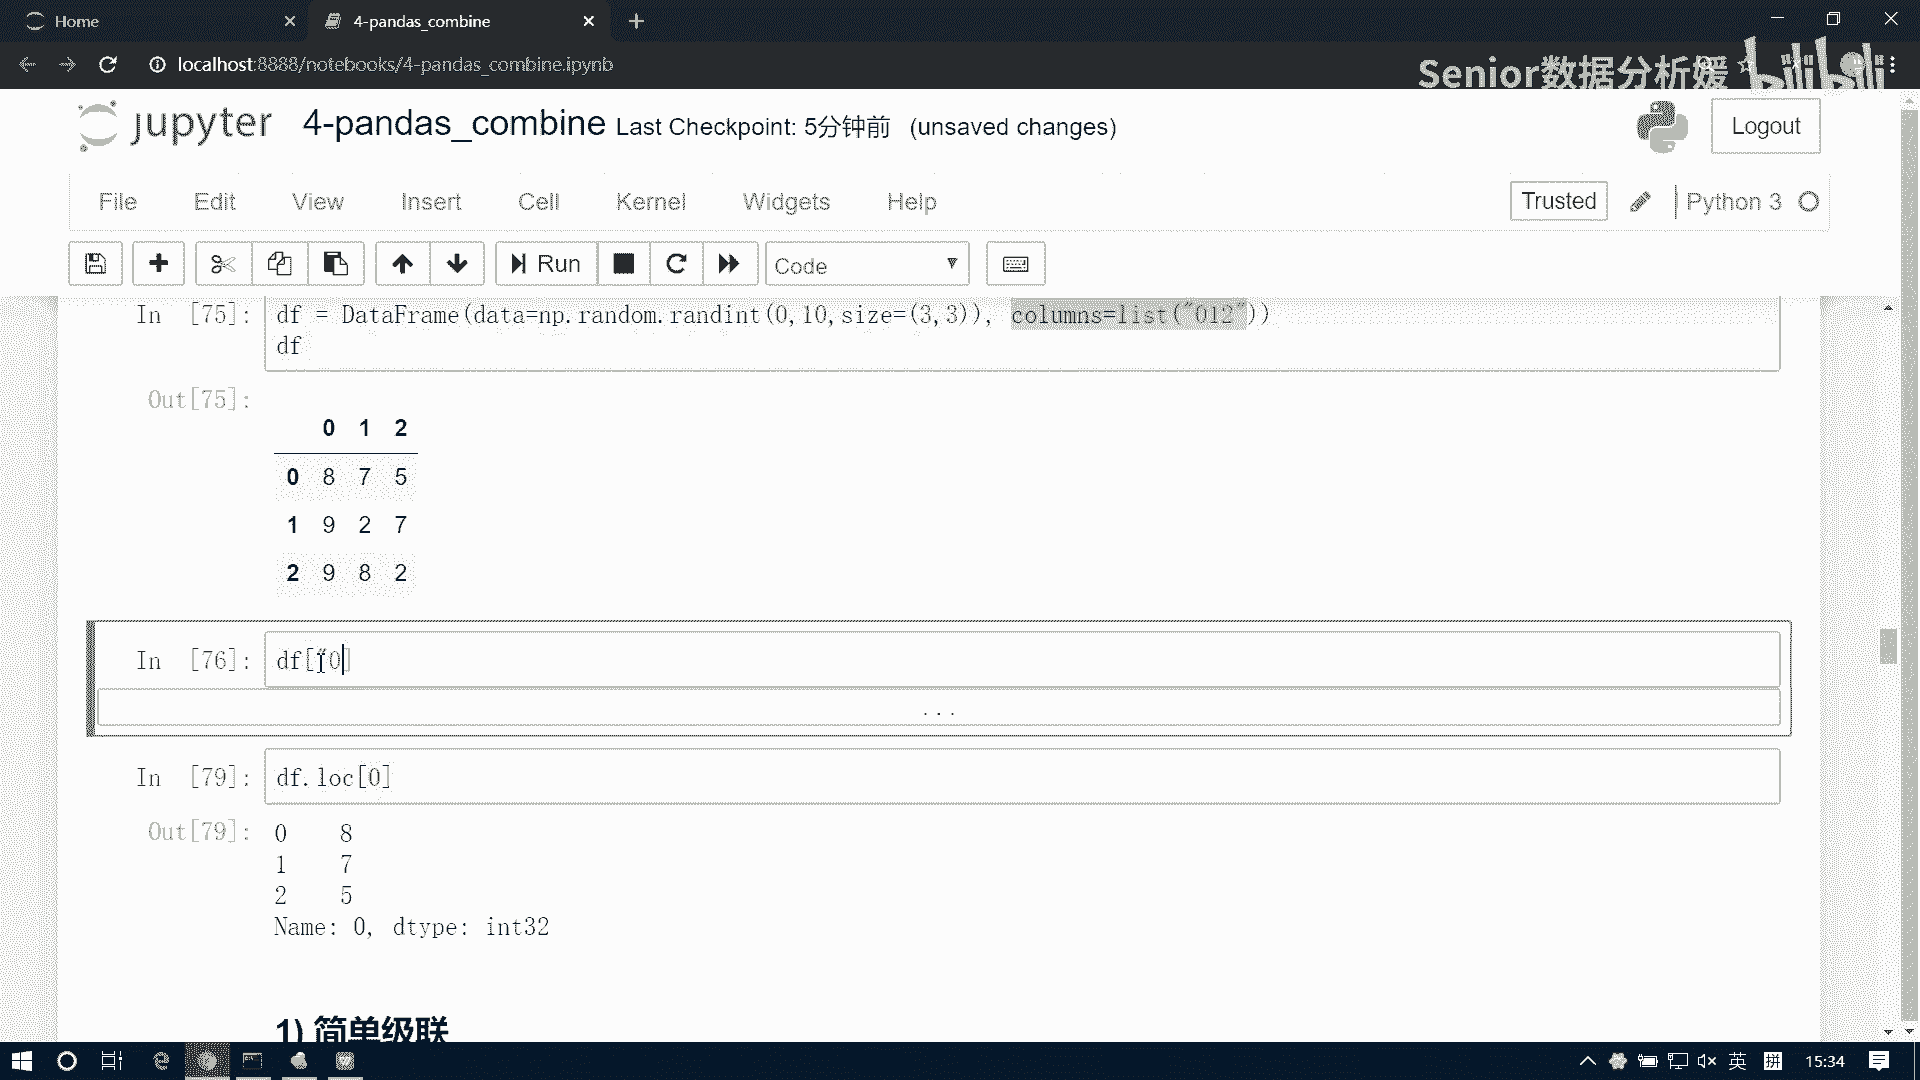 Home
4-pandas_combine
localhost:8888/notebooks/4-pandas_combine.ipynb
Senior数据分析媛 bilibili
jupyter 4-pandas_combine Last Checkpoint: 5分钟前 (unsaved changes)
Logout
File Edit View Insert Cell Kernel Widgets Help
Trusted Python 3
Run Code
In [75]: df = DataFrame(data=np.random.randint(0,10,size=(3,3)), columns=list("012"))
df
Out[75]:
0 1 2
0 8 7 5
1 9 2 7
2 9 8 2
In [76]: df["0]
...
In [79]: df.loc[0]
Out[79]: 0 8
1 7
2 5
Name: 0, dtype: int32
1) 简单级联
英 拼 15:34